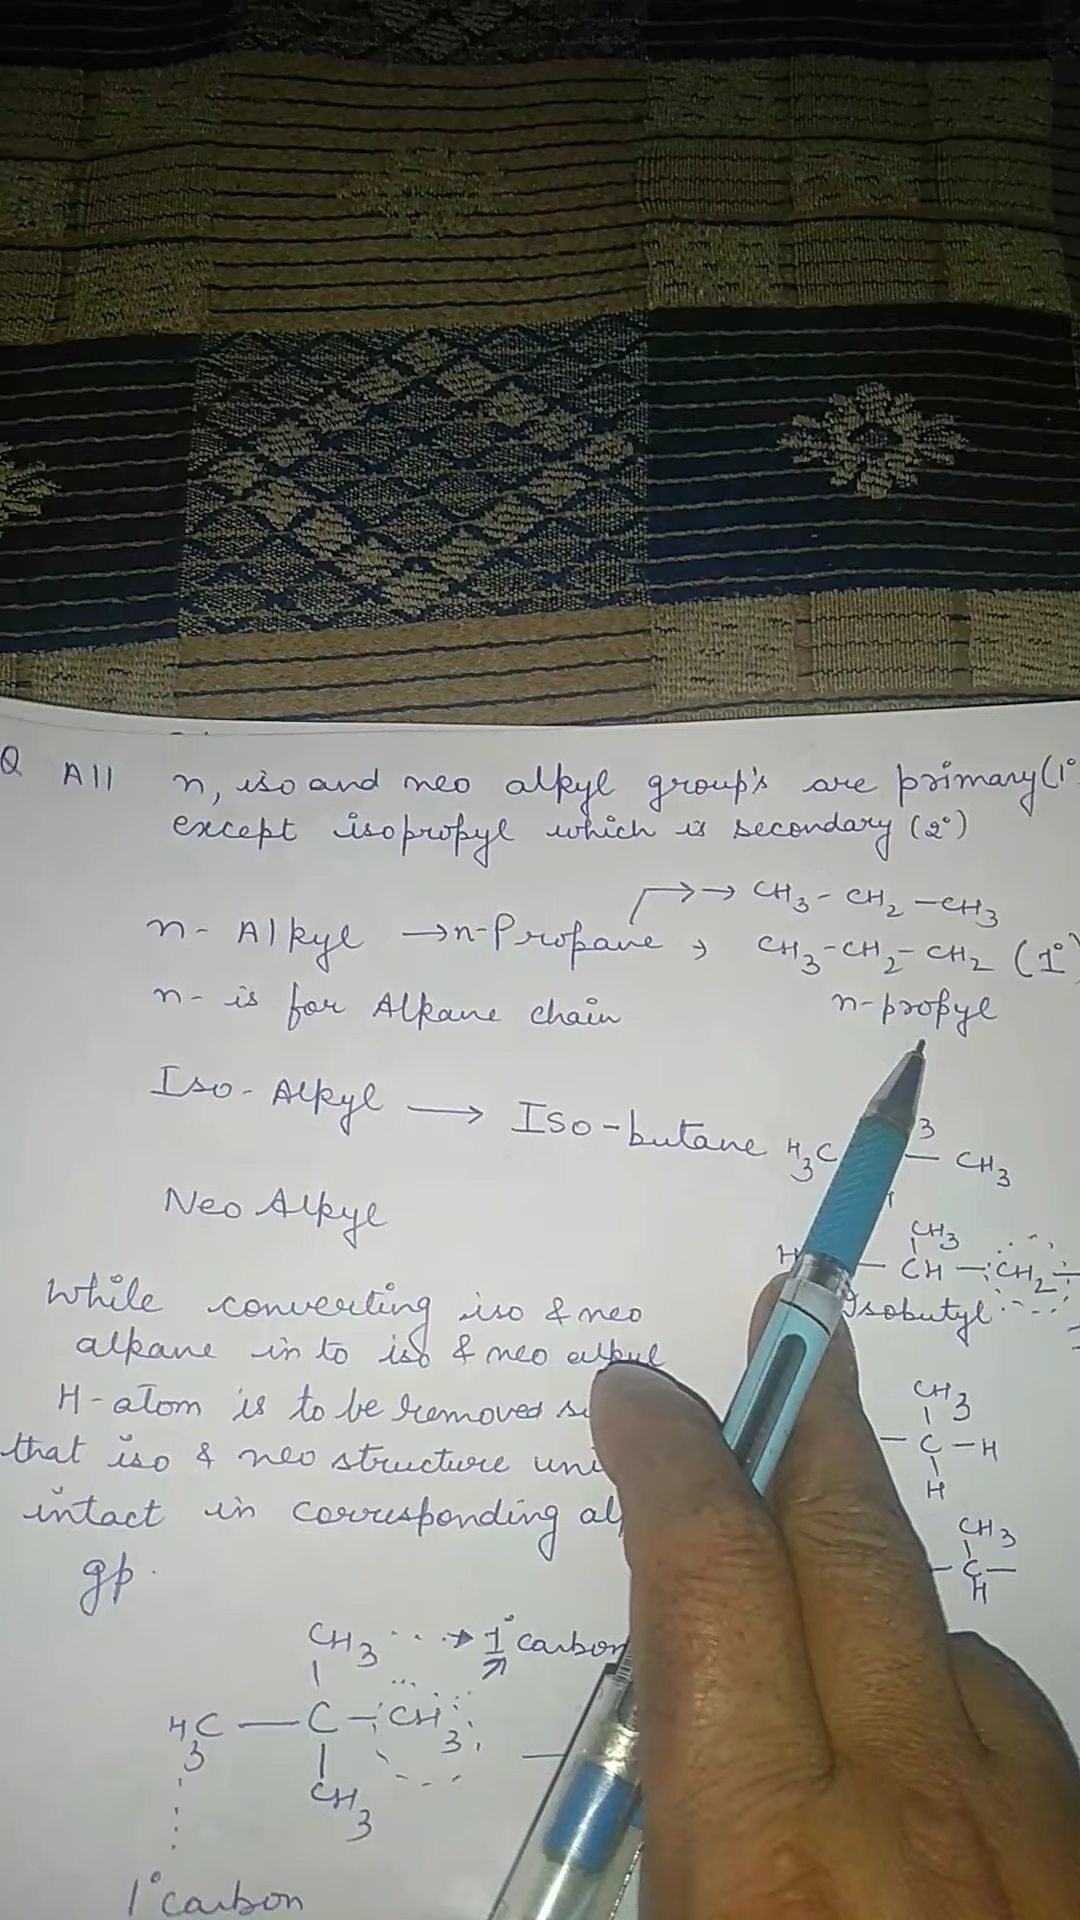 Q All n, iso and neo alkyl group's are primary (1°
except isopropyl which is secondary (2°)
→→ CH3 - CH2 - CH3
n- Alkyl → n-Propane , CH3-CH2-CH2 (1°)
n- is for Alkane chain n-propyl
Iso-Alkyl → Iso-butane H3C
3
— CH3
Neo Alkyl
CH3
H — CH — CH2 —
Isobutyl
While converting iso & neo
alkane in to iso & neo alkyl
H-atom is to be removed
that iso & neo structure
intact in corresponding
gp.
CH3
— C — H
H
CH3
— C —
H
CH3 → 1° carbon
H3C — C — CH3
CH3
1° carbon